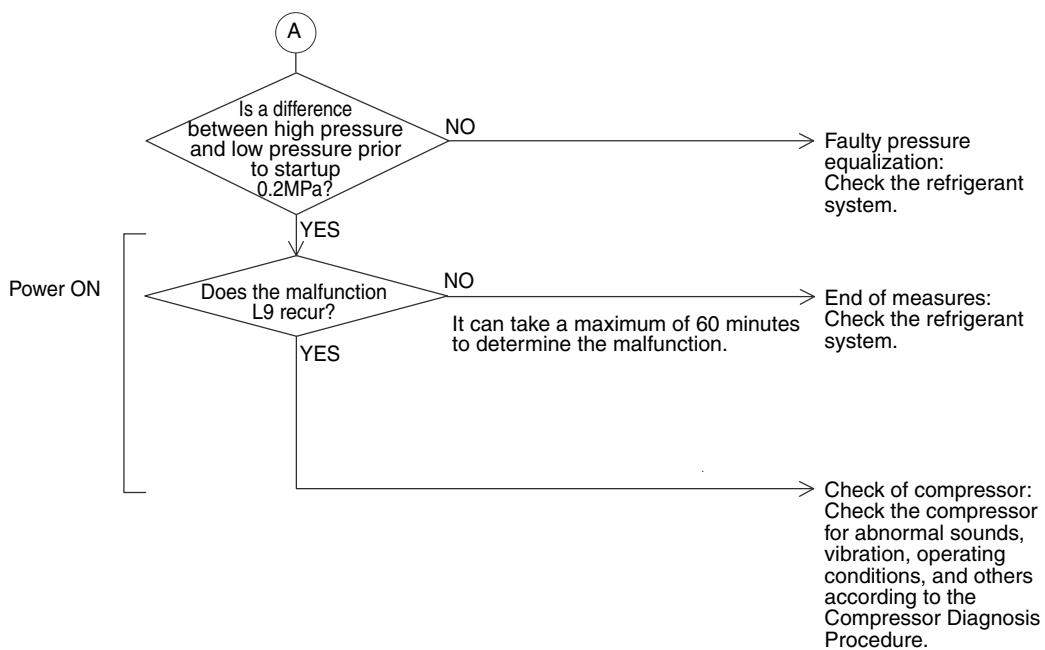 A
Is a difference
between high pressure
and low pressure prior
to startup
0.2MPa?
NO
Faulty pressure
equalization:
Check the refrigerant
system.
YES
Power ON
Does the malfunction
L9 recur?
NO
It can take a maximum of 60 minutes
to determine the malfunction.
End of measures:
Check the refrigerant
system.
YES
Check of compressor:
Check the compressor
for abnormal sounds,
vibration, operating
conditions, and others
according to the
Compressor Diagnosis
Procedure.